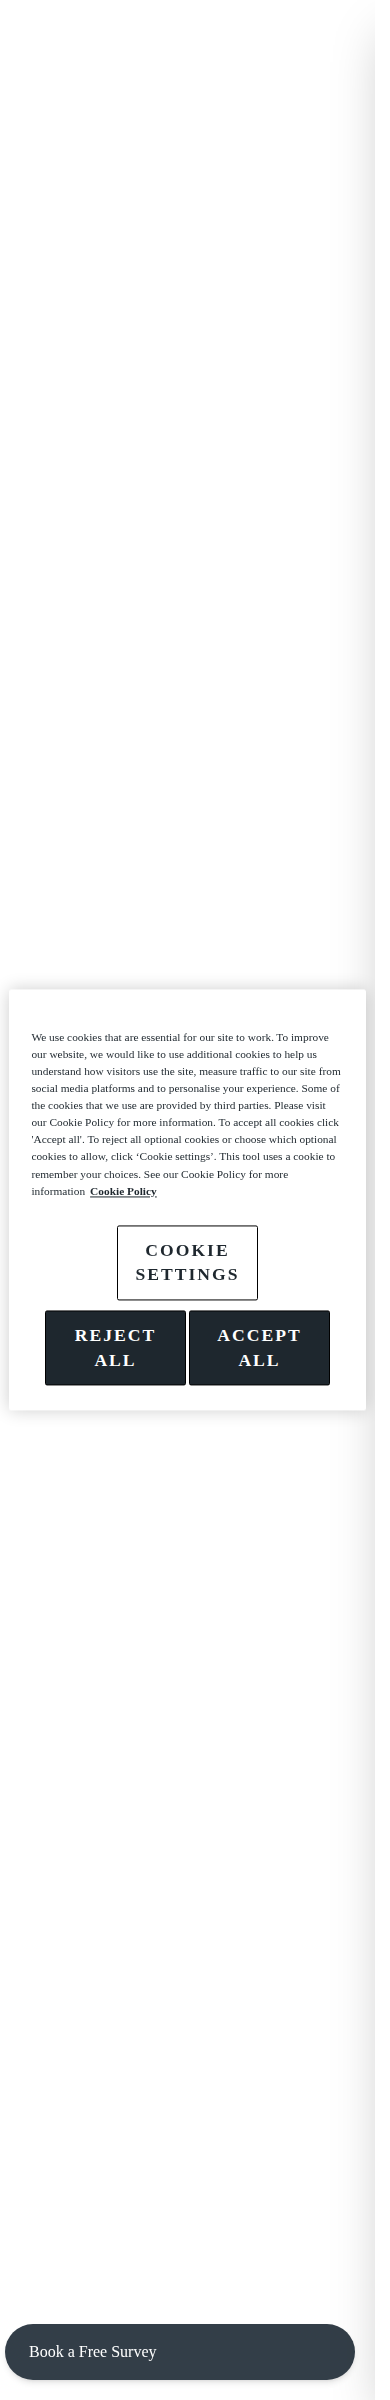 We use cookies that are essential for our site to work. To improve
our website, we would like to use additional cookies to help us
understand how visitors use the site, measure traffic to our site from
social media platforms and to personalise your experience. Some of
the cookies that we use are provided by third parties. Please visit
our Cookie Policy for more information. To accept all cookies click
'Accept all'. To reject all optional cookies or choose which optional
cookies to allow, click ‘Cookie settings’. This tool uses a cookie to
remember your choices. See our Cookie Policy for more
information Cookie Policy
COOKIE
SETTINGS
REJECT
ALL
ACCEPT
ALL
Book a Free Survey